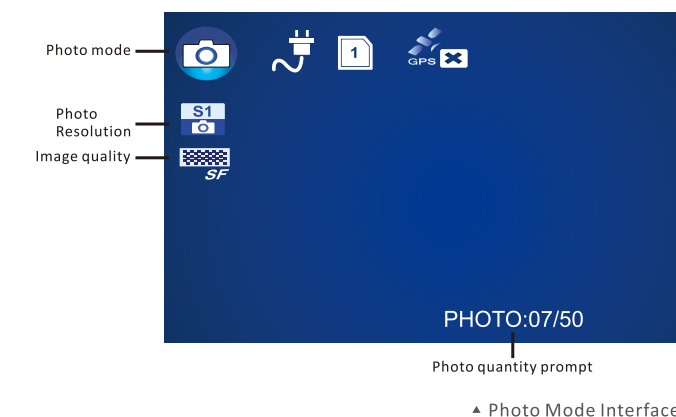 Photo mode
1
GPS
Photo
Resolution
S1
Image quality
SF
PHOTO:07/50
Photo quantity prompt
▲ Photo Mode Interface